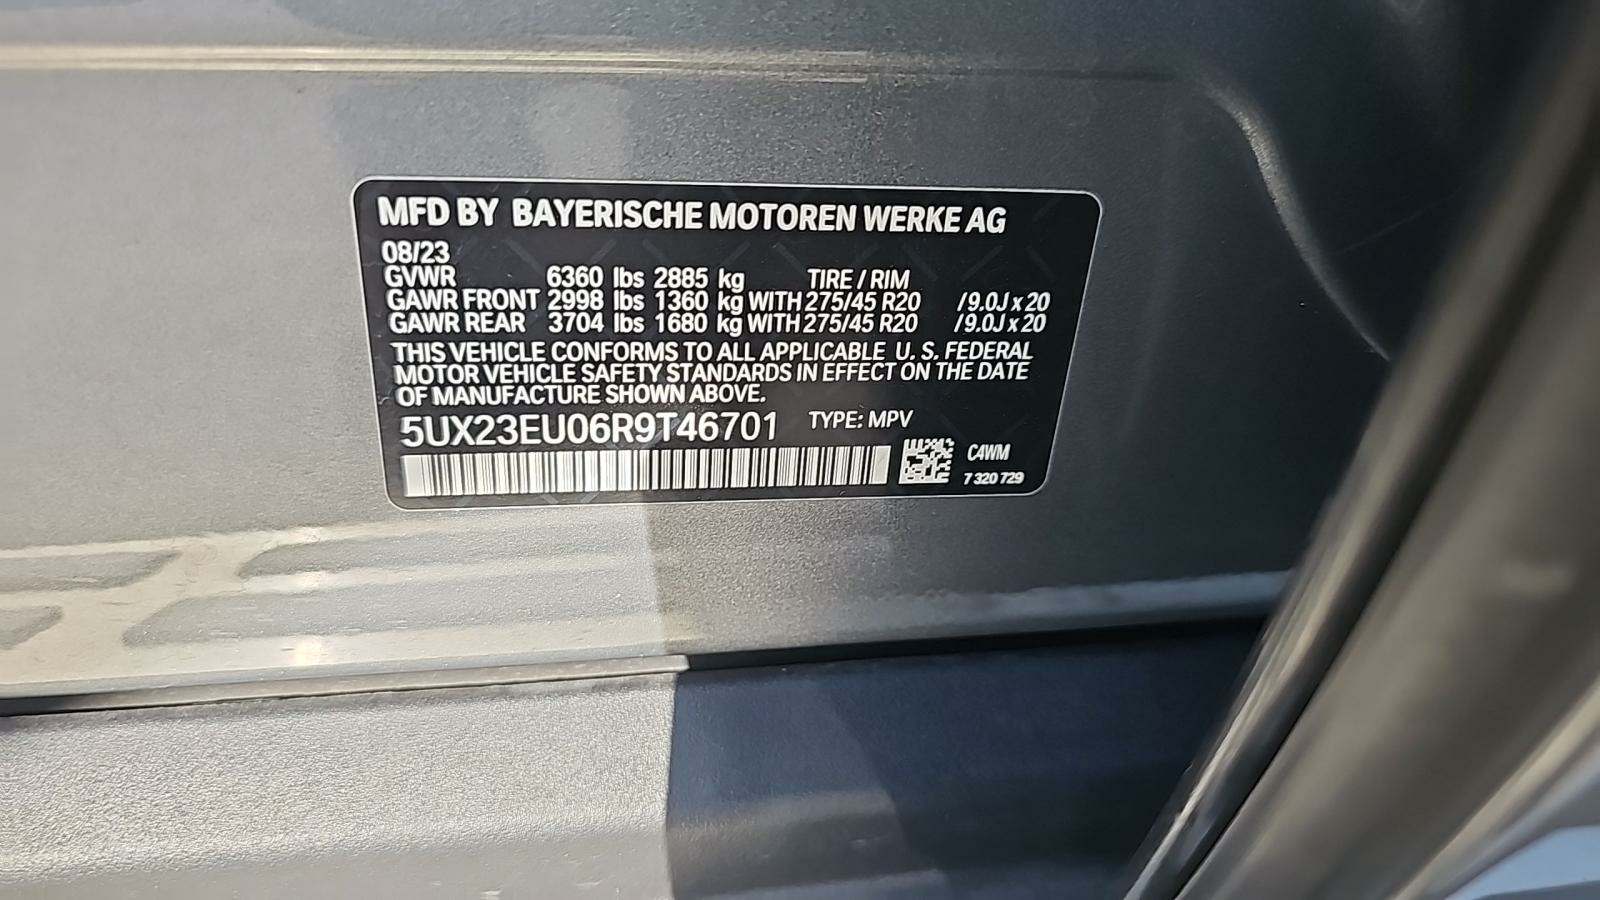 MFD BY BAYERISCHE MOTOREN WERKE AG
08/23
GVWR 6360 lbs 2885 kg TIRE / RIM
GAWR FRONT 2998 lbs 1360 kg WITH 275/45 R20 / 9.0J x 20
GAWR REAR 3704 lbs 1680 kg WITH 275/45 R20 / 9.0J x 20
THIS VEHICLE CONFORMS TO ALL APPLICABLE U. S. FEDERAL
MOTOR VEHICLE SAFETY STANDARDS IN EFFECT ON THE DATE
OF MANUFACTURE SHOWN ABOVE.
5UX23EU06R9T46701 TYPE: MPV
C4WM
7 320 729